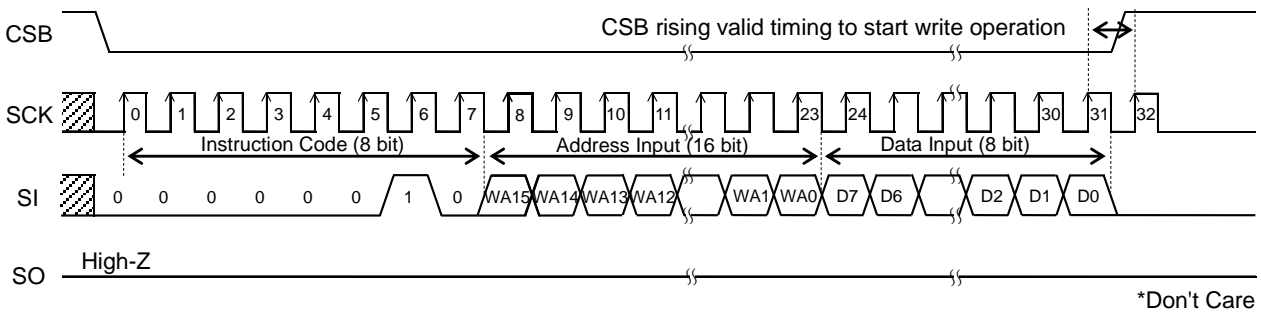 CSB
CSB rising valid timing to start write operation
SCK
0 1 2 3 4 5 6 7 8 9 10 11 23 24 30 31 32
Instruction Code (8 bit) Address Input (16 bit) Data Input (8 bit)
SI
0 0 0 0 0 0 1 0 WA15 WA14 WA13 WA12 WA1 WA0 D7 D6 D2 D1 D0
High-Z
SO
*Don't Care